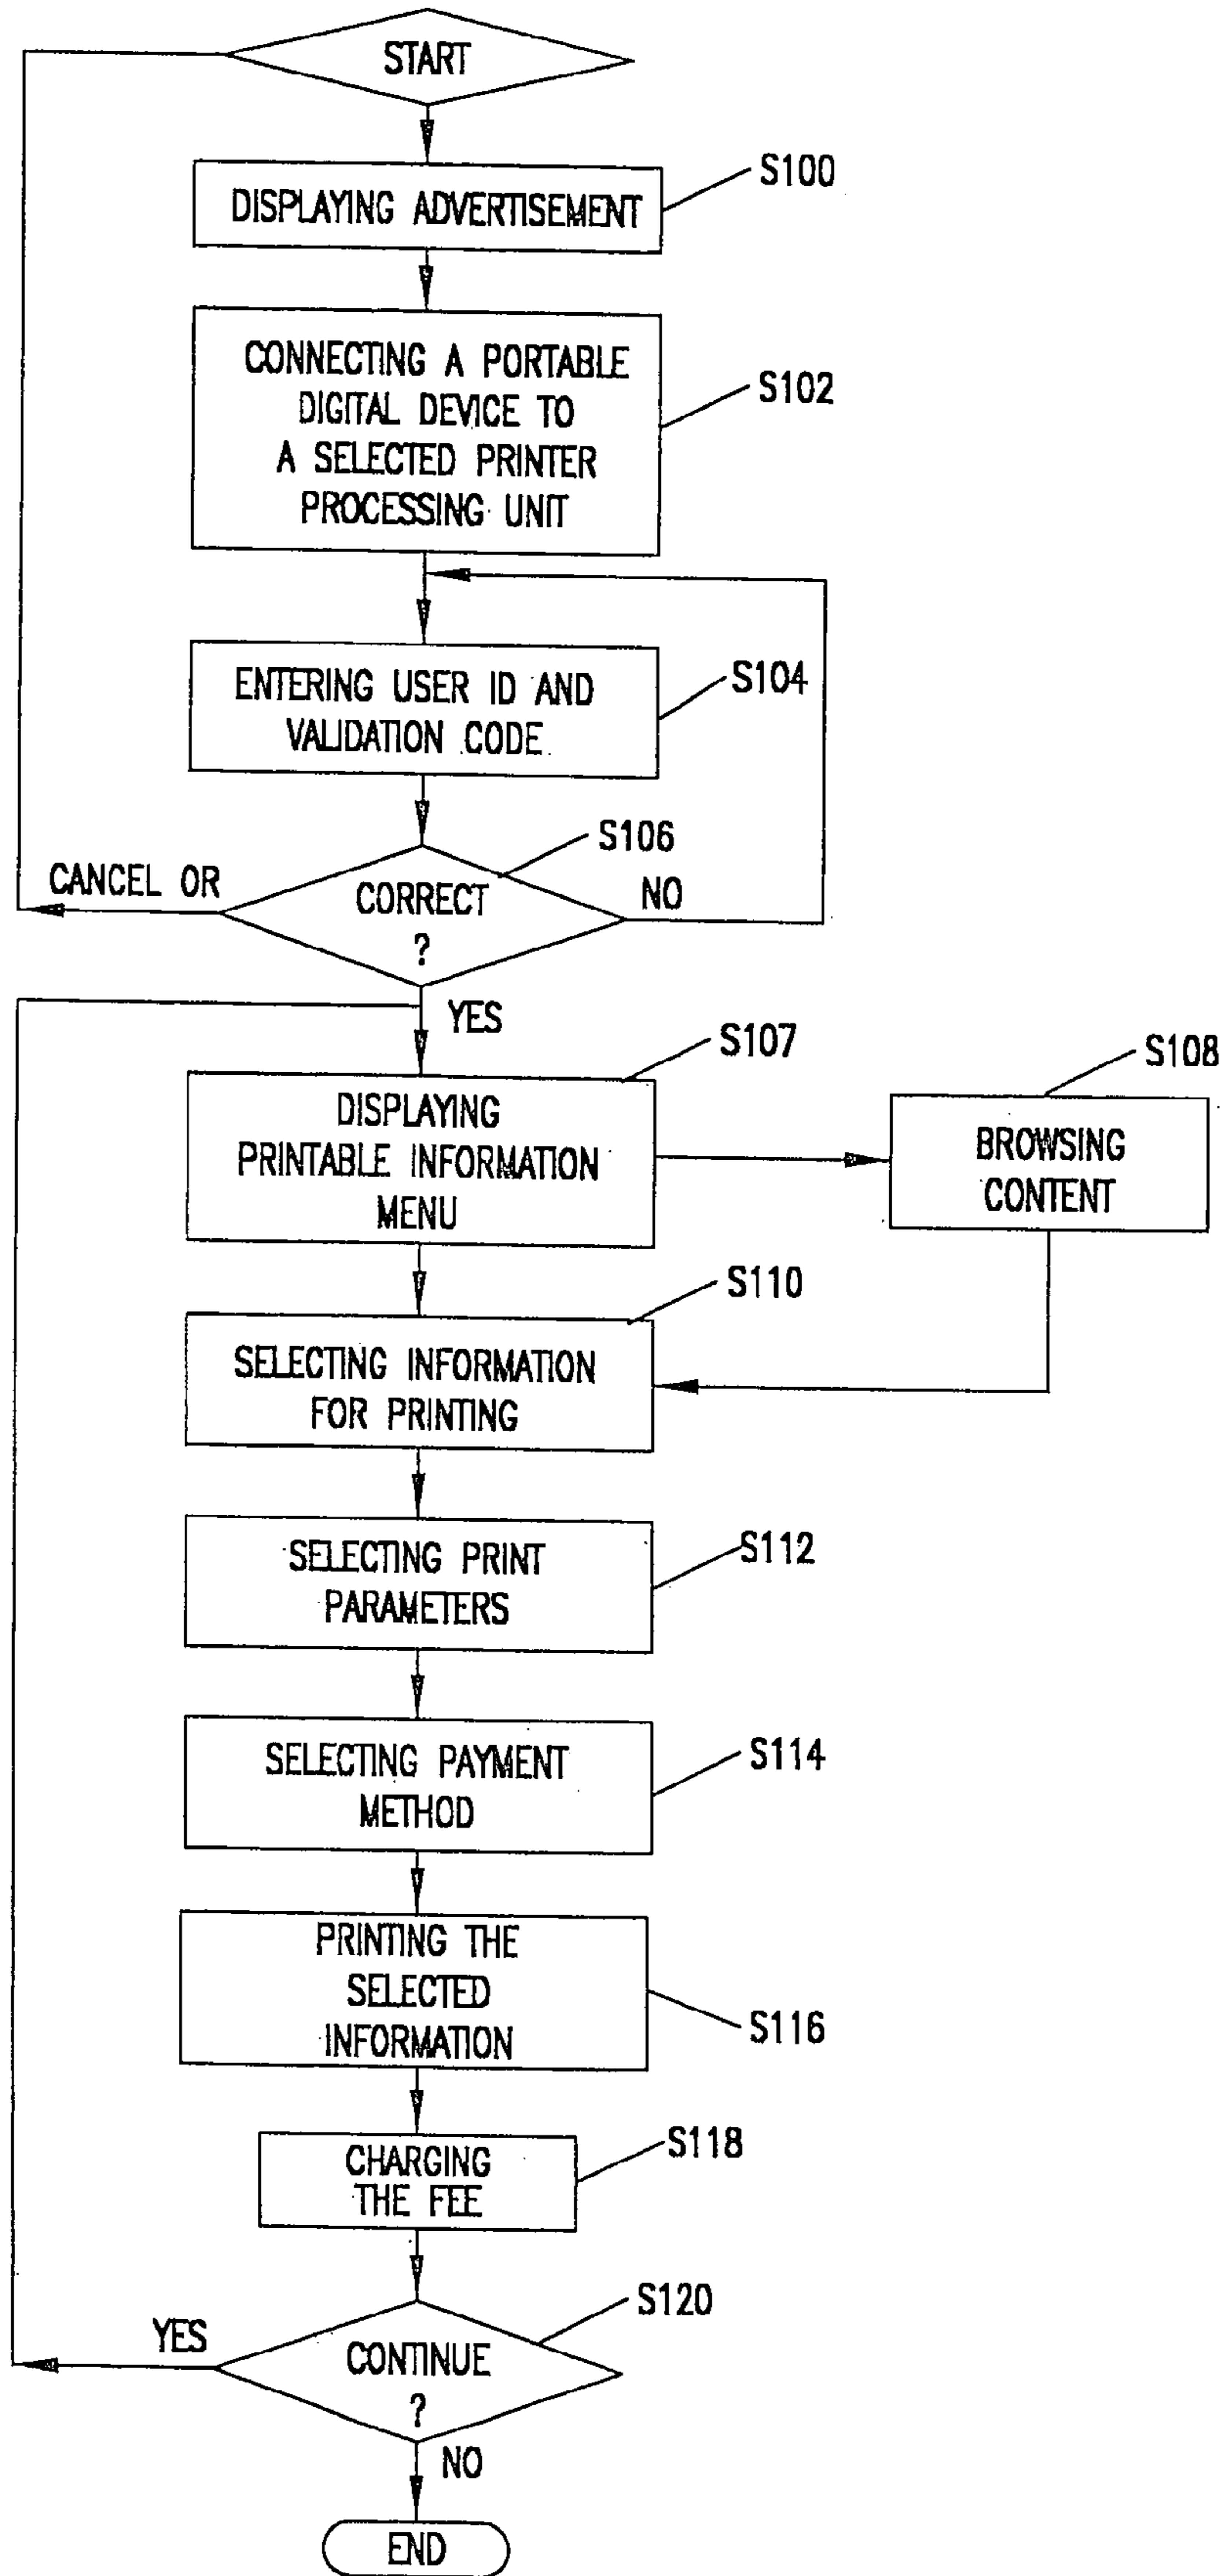 START
S100
DISPLAYING ADVERTISEMENT
CONNECTING A PORTABLE
DIGITAL DEVICE TO
A SELECTED PRINTER
PROCESSING UNIT
S102
ENTERING USER ID AND
VALIDATION CODE
S104
S106
CANCEL OR
CORRECT
?
NO
YES
S107
DISPLAYING
PRINTABLE INFORMATION
MENU
S108
BROWSING
CONTENT
S110
SELECTING INFORMATION
FOR PRINTING
SELECTING PRINT
PARAMETERS
S112
SELECTING PAYMENT
METHOD
S114
PRINTING THE
SELECTED
INFORMATION
S116
CHARGING
THE FEE
S118
S120
YES
CONTINUE
?
NO
END